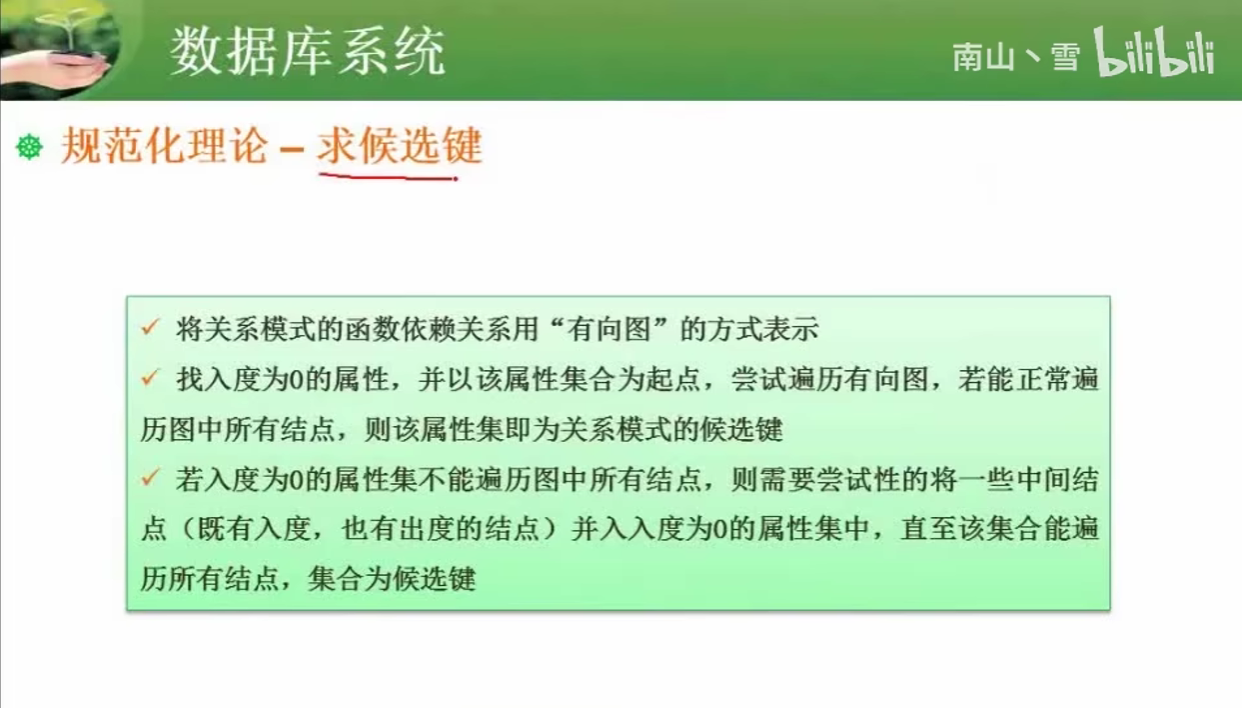 数据库系统
南山丶雪 bilibili
规范化理论 – 求候选键
✓ 将关系模式的函数依赖关系用“有向图”的方式表示
✓ 找入度为0的属性，并以该属性集合为起点，尝试遍历有向图，若能正常遍
历图中所有结点，则该属性集即为关系模式的候选键
✓ 若入度为0的属性集不能遍历图中所有结点，则需要尝试性的将一些中间结
点（既有入度，也有出度的结点）并入入度为0的属性集中，直至该集合能遍
历所有结点，集合为候选键